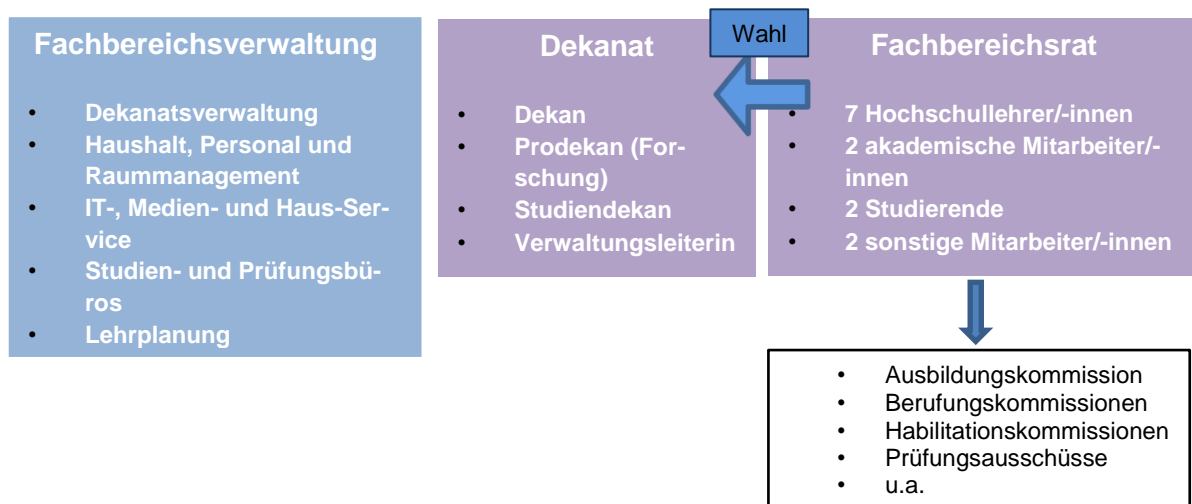 Fachbereichsverwaltung
• Dekanatsverwaltung
• Haushalt, Personal und
Raummanagement
• IT-, Medien- und Haus-Ser-
vice
• Studien- und Prüfungsbü-
ros
• Lehrplanung
Dekanat
• Dekan
• Prodekan (For-
schung)
• Studiendekan
• Verwaltungsleiterin
Wahl
Fachbereichsrat
• 7 Hochschullehrer/-innen
• 2 akademische Mitarbeiter/-
innen
• 2 Studierende
• 2 sonstige Mitarbeiter/-innen
• Ausbildungskommission
• Berufungskommissionen
• Habilitationskommissionen
• Prüfungsausschüsse
• u.a.